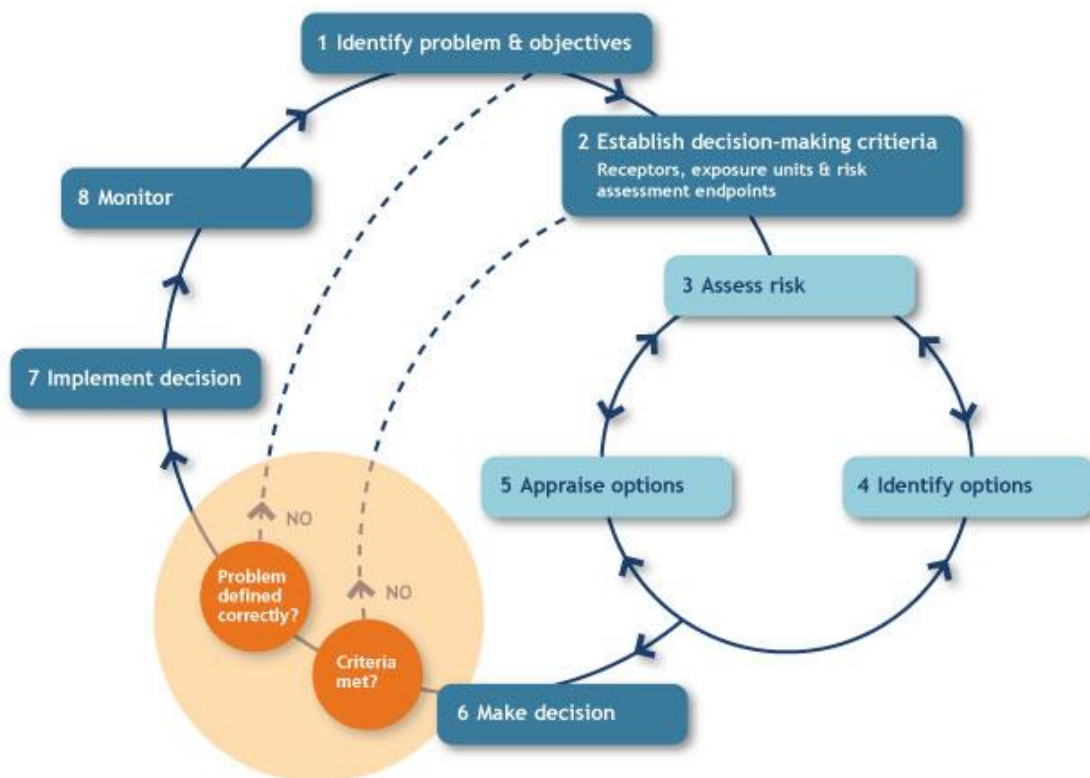 1 Identify problem & objectives
2 Establish decision-making critieria
Receptors, exposure units & risk
assessment endpoints
8 Monitor
3 Assess risk
7 Implement decision
5 Appraise options
4 Identify options
NO
Problem
defined
correctly?
NO
Criteria
met?
6 Make decision